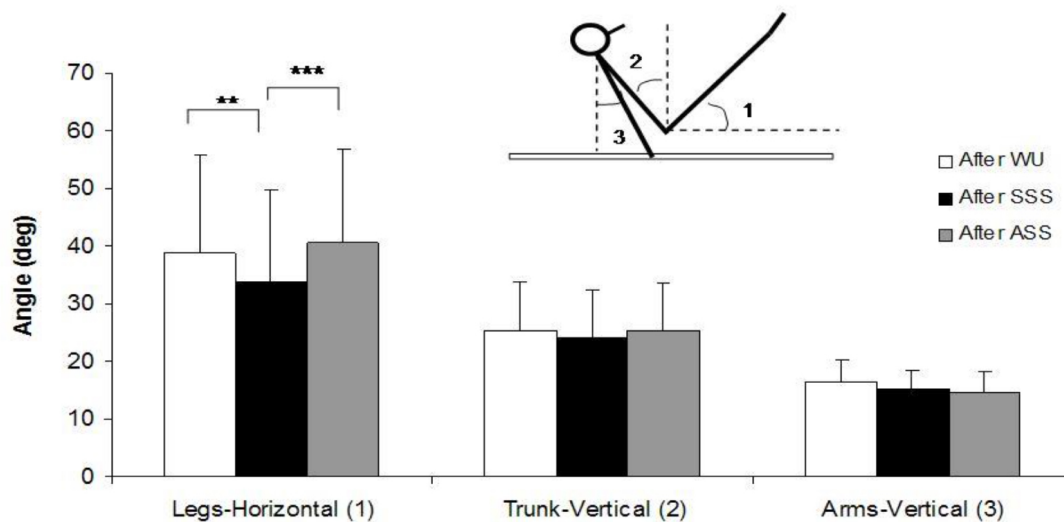 70
60
50
40
30
20
10
0
Angle (deg)
**
***
2
1
3
After WU
After SSS
After ASS
Legs-Horizontal (1)
Trunk-Vertical (2)
Arms-Vertical (3)